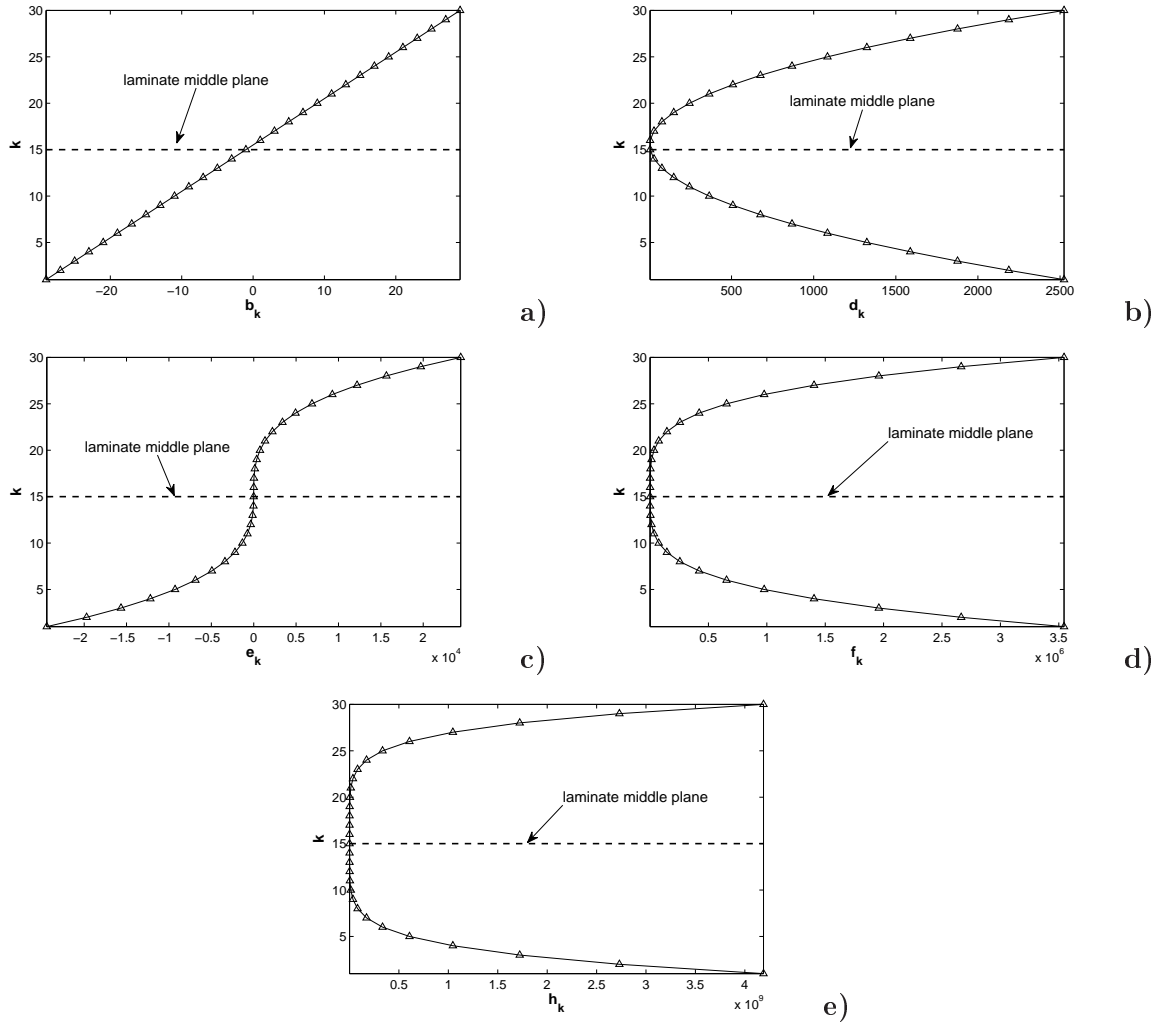 30
25
20
15
10
5
k
laminate middle plane
−20 −10 0 10 20
b_k
a)
30
25
20
15
10
5
k
laminate middle plane
500 1000 1500 2000 2500
d_k
b)
30
25
20
15
10
5
k
laminate middle plane
−2 −1.5 −1 −0.5 0 0.5 1 1.5 2
e_k
x 10^4
c)
30
25
20
15
10
5
k
laminate middle plane
0.5 1 1.5 2 2.5 3 3.5
f_k
x 10^6
d)
30
25
20
15
10
5
k
laminate middle plane
0.5 1 1.5 2 2.5 3 3.5 4
h_k
x 10^9
e)